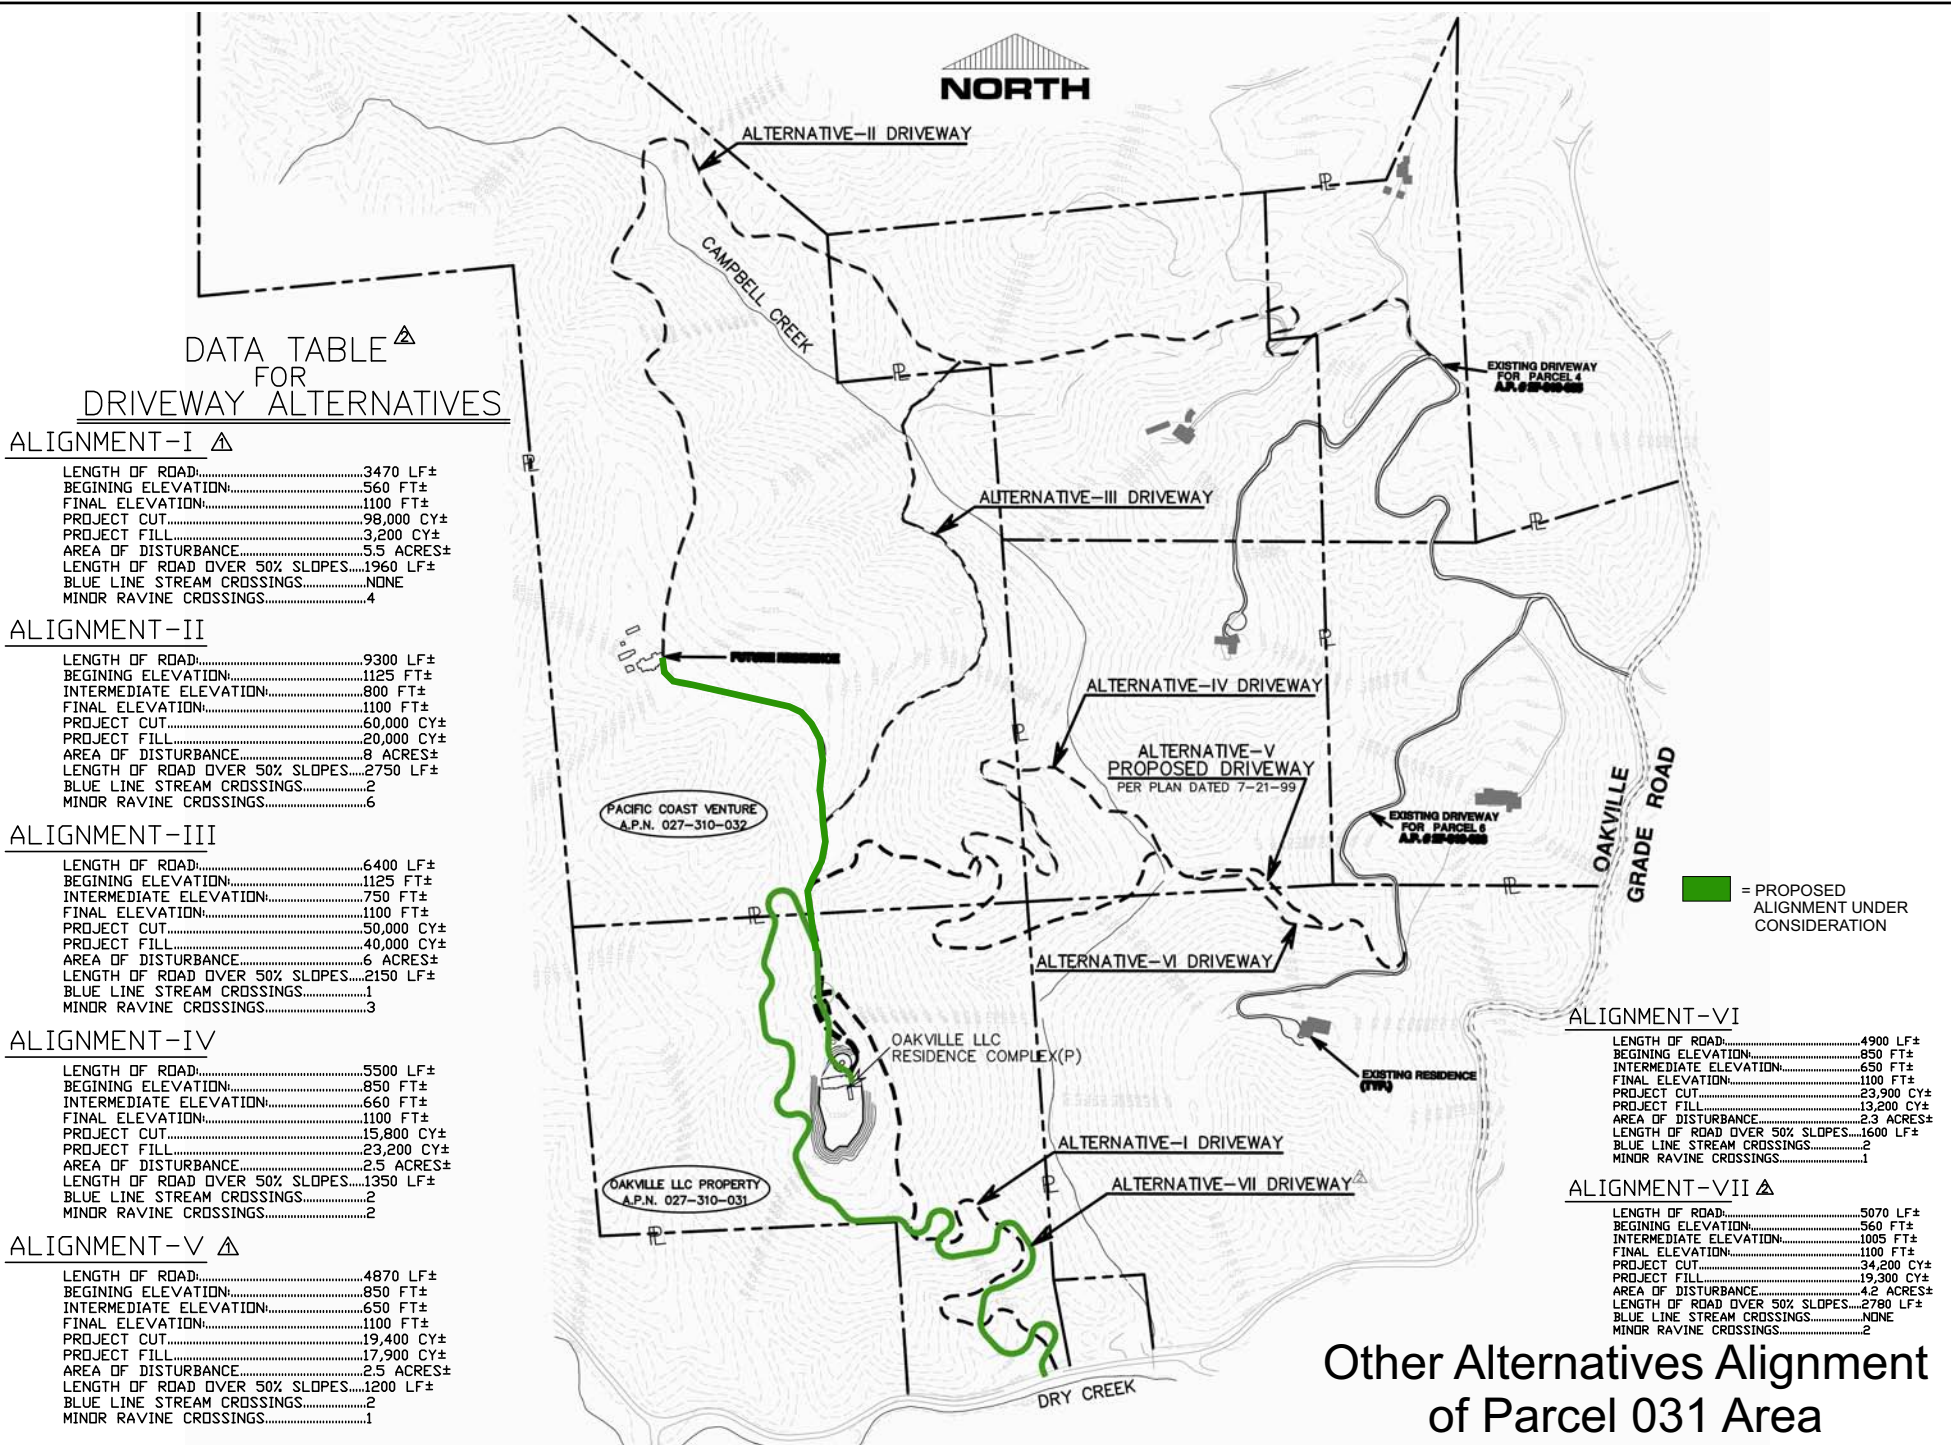 NORTH
ALTERNATIVE-II DRIVEWAY
CAMPBELL CREEK
DATA TABLE 2
FOR
DRIVEWAY ALTERNATIVES
ALIGNMENT-I 1
LENGTH OF ROAD:.....3470 LF±
BEGINING ELEVATION:.....560 FT±
FINAL ELEVATION:.....1100 FT±
PROJECT CUT.....98,000 CY±
PROJECT FILL.....3,200 CY±
AREA OF DISTURBANCE.....5.5 ACRES±
LENGTH OF ROAD OVER 50% SLOPES.....1960 LF±
BLUE LINE STREAM CROSSINGS.....NONE
MINOR RAVINE CROSSINGS.....4
ALIGNMENT-II
LENGTH OF ROAD:.....9300 LF±
BEGINING ELEVATION:.....1125 FT±
INTERMEDIATE ELEVATION:.....800 FT±
FINAL ELEVATION:.....1100 FT±
PROJECT CUT.....60,000 CY±
PROJECT FILL.....20,000 CY±
AREA OF DISTURBANCE.....8 ACRES±
LENGTH OF ROAD OVER 50% SLOPES.....2750 LF±
BLUE LINE STREAM CROSSINGS.....2
MINOR RAVINE CROSSINGS.....6
ALIGNMENT-III
LENGTH OF ROAD:.....6400 LF±
BEGINING ELEVATION:.....1125 FT±
INTERMEDIATE ELEVATION:.....750 FT±
FINAL ELEVATION:.....1100 FT±
PROJECT CUT.....50,000 CY±
PROJECT FILL.....40,000 CY±
AREA OF DISTURBANCE.....6 ACRES±
LENGTH OF ROAD OVER 50% SLOPES.....2150 LF±
BLUE LINE STREAM CROSSINGS.....1
MINOR RAVINE CROSSINGS.....3
ALIGNMENT-IV
LENGTH OF ROAD:.....5500 LF±
BEGINING ELEVATION:.....850 FT±
INTERMEDIATE ELEVATION:.....660 FT±
FINAL ELEVATION:.....1100 FT±
PROJECT CUT.....15,800 CY±
PROJECT FILL.....23,200 CY±
AREA OF DISTURBANCE.....2.5 ACRES±
LENGTH OF ROAD OVER 50% SLOPES.....1350 LF±
BLUE LINE STREAM CROSSINGS.....2
MINOR RAVINE CROSSINGS.....2
ALIGNMENT-V 1
LENGTH OF ROAD:.....4870 LF±
BEGINING ELEVATION:.....850 FT±
INTERMEDIATE ELEVATION:.....650 FT±
FINAL ELEVATION:.....1100 FT±
PROJECT CUT.....19,400 CY±
PROJECT FILL.....17,900 CY±
AREA OF DISTURBANCE.....2.5 ACRES±
LENGTH OF ROAD OVER 50% SLOPES.....1200 LF±
BLUE LINE STREAM CROSSINGS.....2
MINOR RAVINE CROSSINGS.....1
PL
PL
PL
PL
PL
PL
PL
PL
PL
PL
EXISTING DRIVEWAY
FOR PARCEL 4
ALTERNATIVE-III DRIVEWAY
FUTURE RESIDENCE
ALTERNATIVE-IV DRIVEWAY
ALTERNATIVE-V
PROPOSED DRIVEWAY
PER PLAN DATED 7-21-99
PACIFIC COAST VENTURE
A.P.N. 027-310-032
EXISTING DRIVEWAY
FOR PARCEL 6
OAKVILLE
GRADE ROAD
= PROPOSED
ALIGNMENT UNDER
CONSIDERATION
ALTERNATIVE-VI DRIVEWAY
OAKVILLE LLC
RESIDENCE COMPLEX(P)
EXISTING RESIDENCE
(TYP.)
ALTERNATIVE-I DRIVEWAY
ALTERNATIVE-VII DRIVEWAY 2
OAKVILLE LLC PROPERTY
A.P.N. 027-310-031
DRY CREEK
ALIGNMENT-VI
LENGTH OF ROAD:.....4900 LF±
BEGINING ELEVATION:.....850 FT±
INTERMEDIATE ELEVATION:.....650 FT±
FINAL ELEVATION:.....1100 FT±
PROJECT CUT.....23,900 CY±
PROJECT FILL.....13,200 CY±
AREA OF DISTURBANCE.....2.3 ACRES±
LENGTH OF ROAD OVER 50% SLOPES.....1600 LF±
BLUE LINE STREAM CROSSINGS.....2
MINOR RAVINE CROSSINGS.....1
ALIGNMENT-VII 2
LENGTH OF ROAD:.....5070 LF±
BEGINING ELEVATION:.....560 FT±
INTERMEDIATE ELEVATION:.....1005 FT±
FINAL ELEVATION:.....1100 FT±
PROJECT CUT.....34,200 CY±
PROJECT FILL.....19,300 CY±
AREA OF DISTURBANCE.....4.2 ACRES±
LENGTH OF ROAD OVER 50% SLOPES.....2780 LF±
BLUE LINE STREAM CROSSINGS.....NONE
MINOR RAVINE CROSSINGS.....2
Other Alternatives Alignment
of Parcel 031 Area